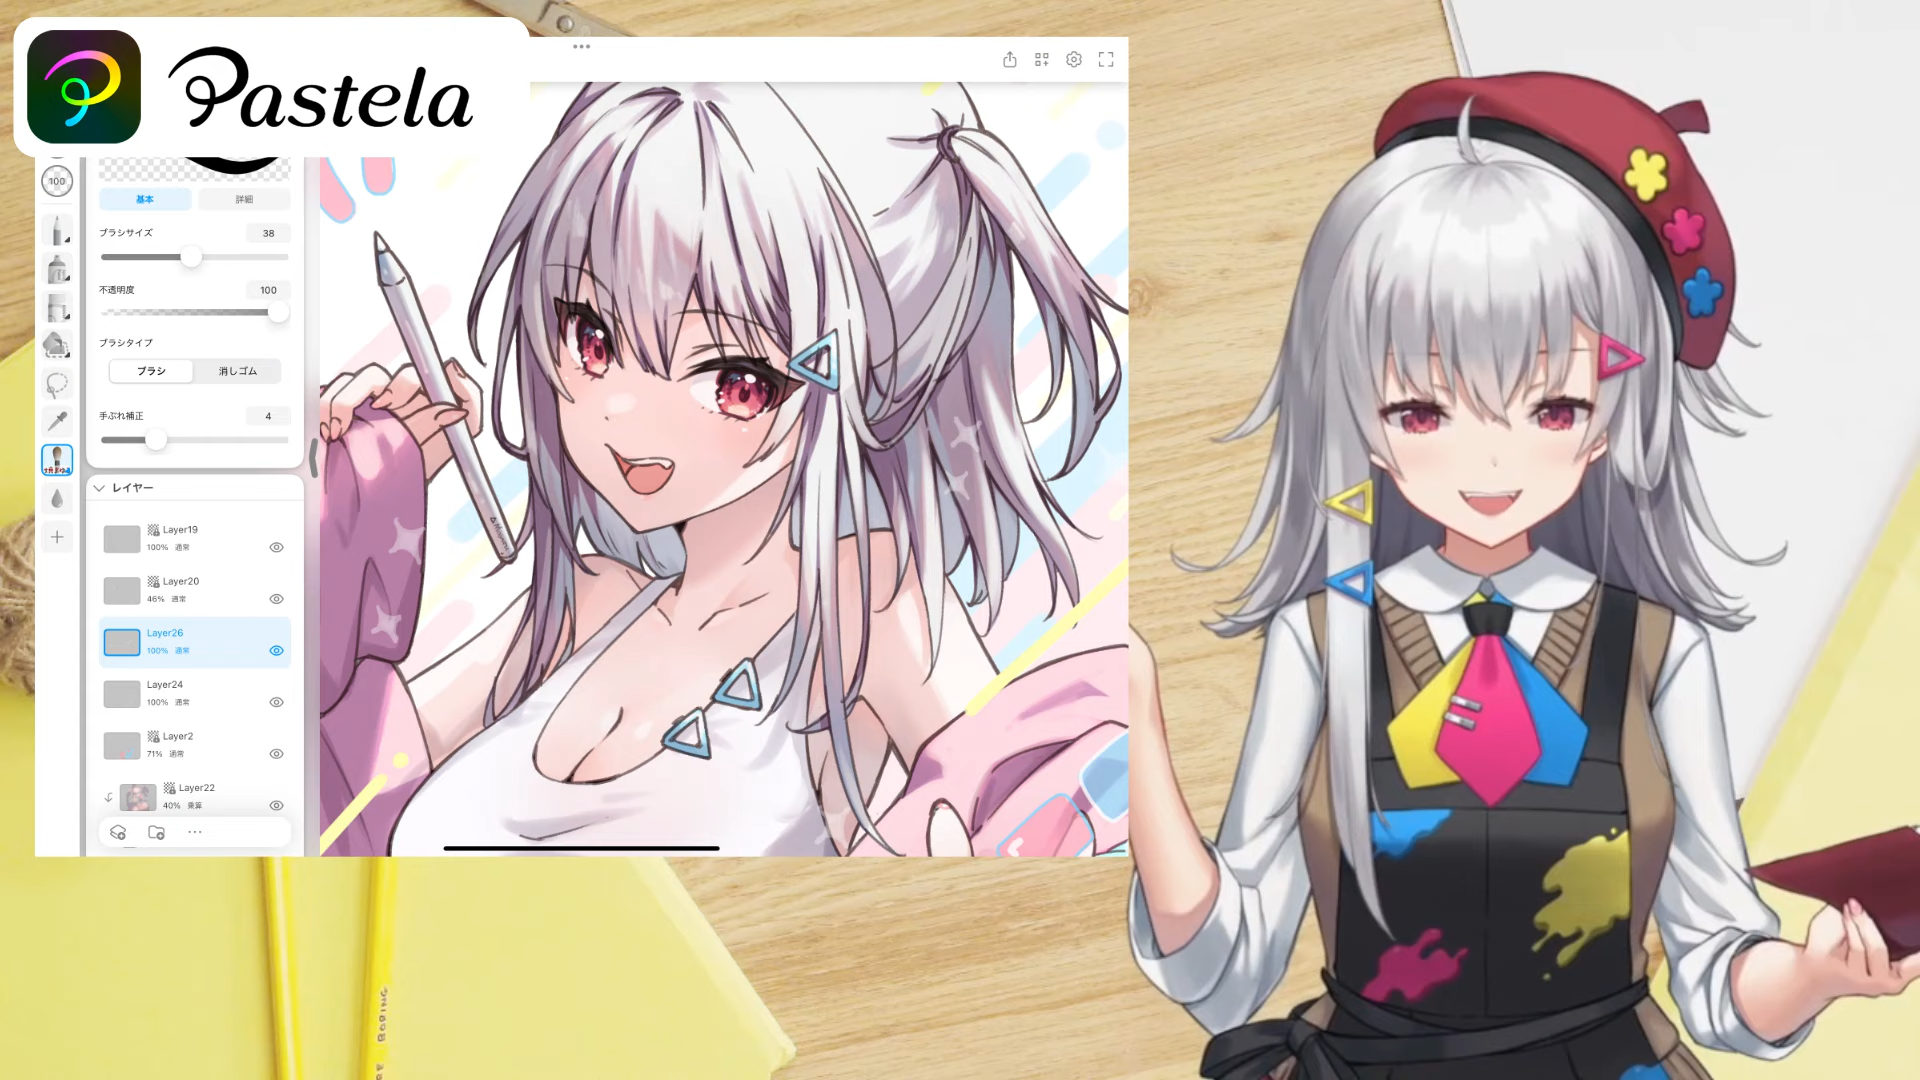 Pastela
100
基本
詳細
ブラシサイズ
38
不透明度
100
ブラシタイプ
ブラシ
消しゴム
手ぶれ補正
4
レイヤー
Layer19
100% 通常
Layer20
46% 通常
Layer26
100% 通常
Layer24
100% 通常
Layer2
71% 通常
Layer22
40% 乗算